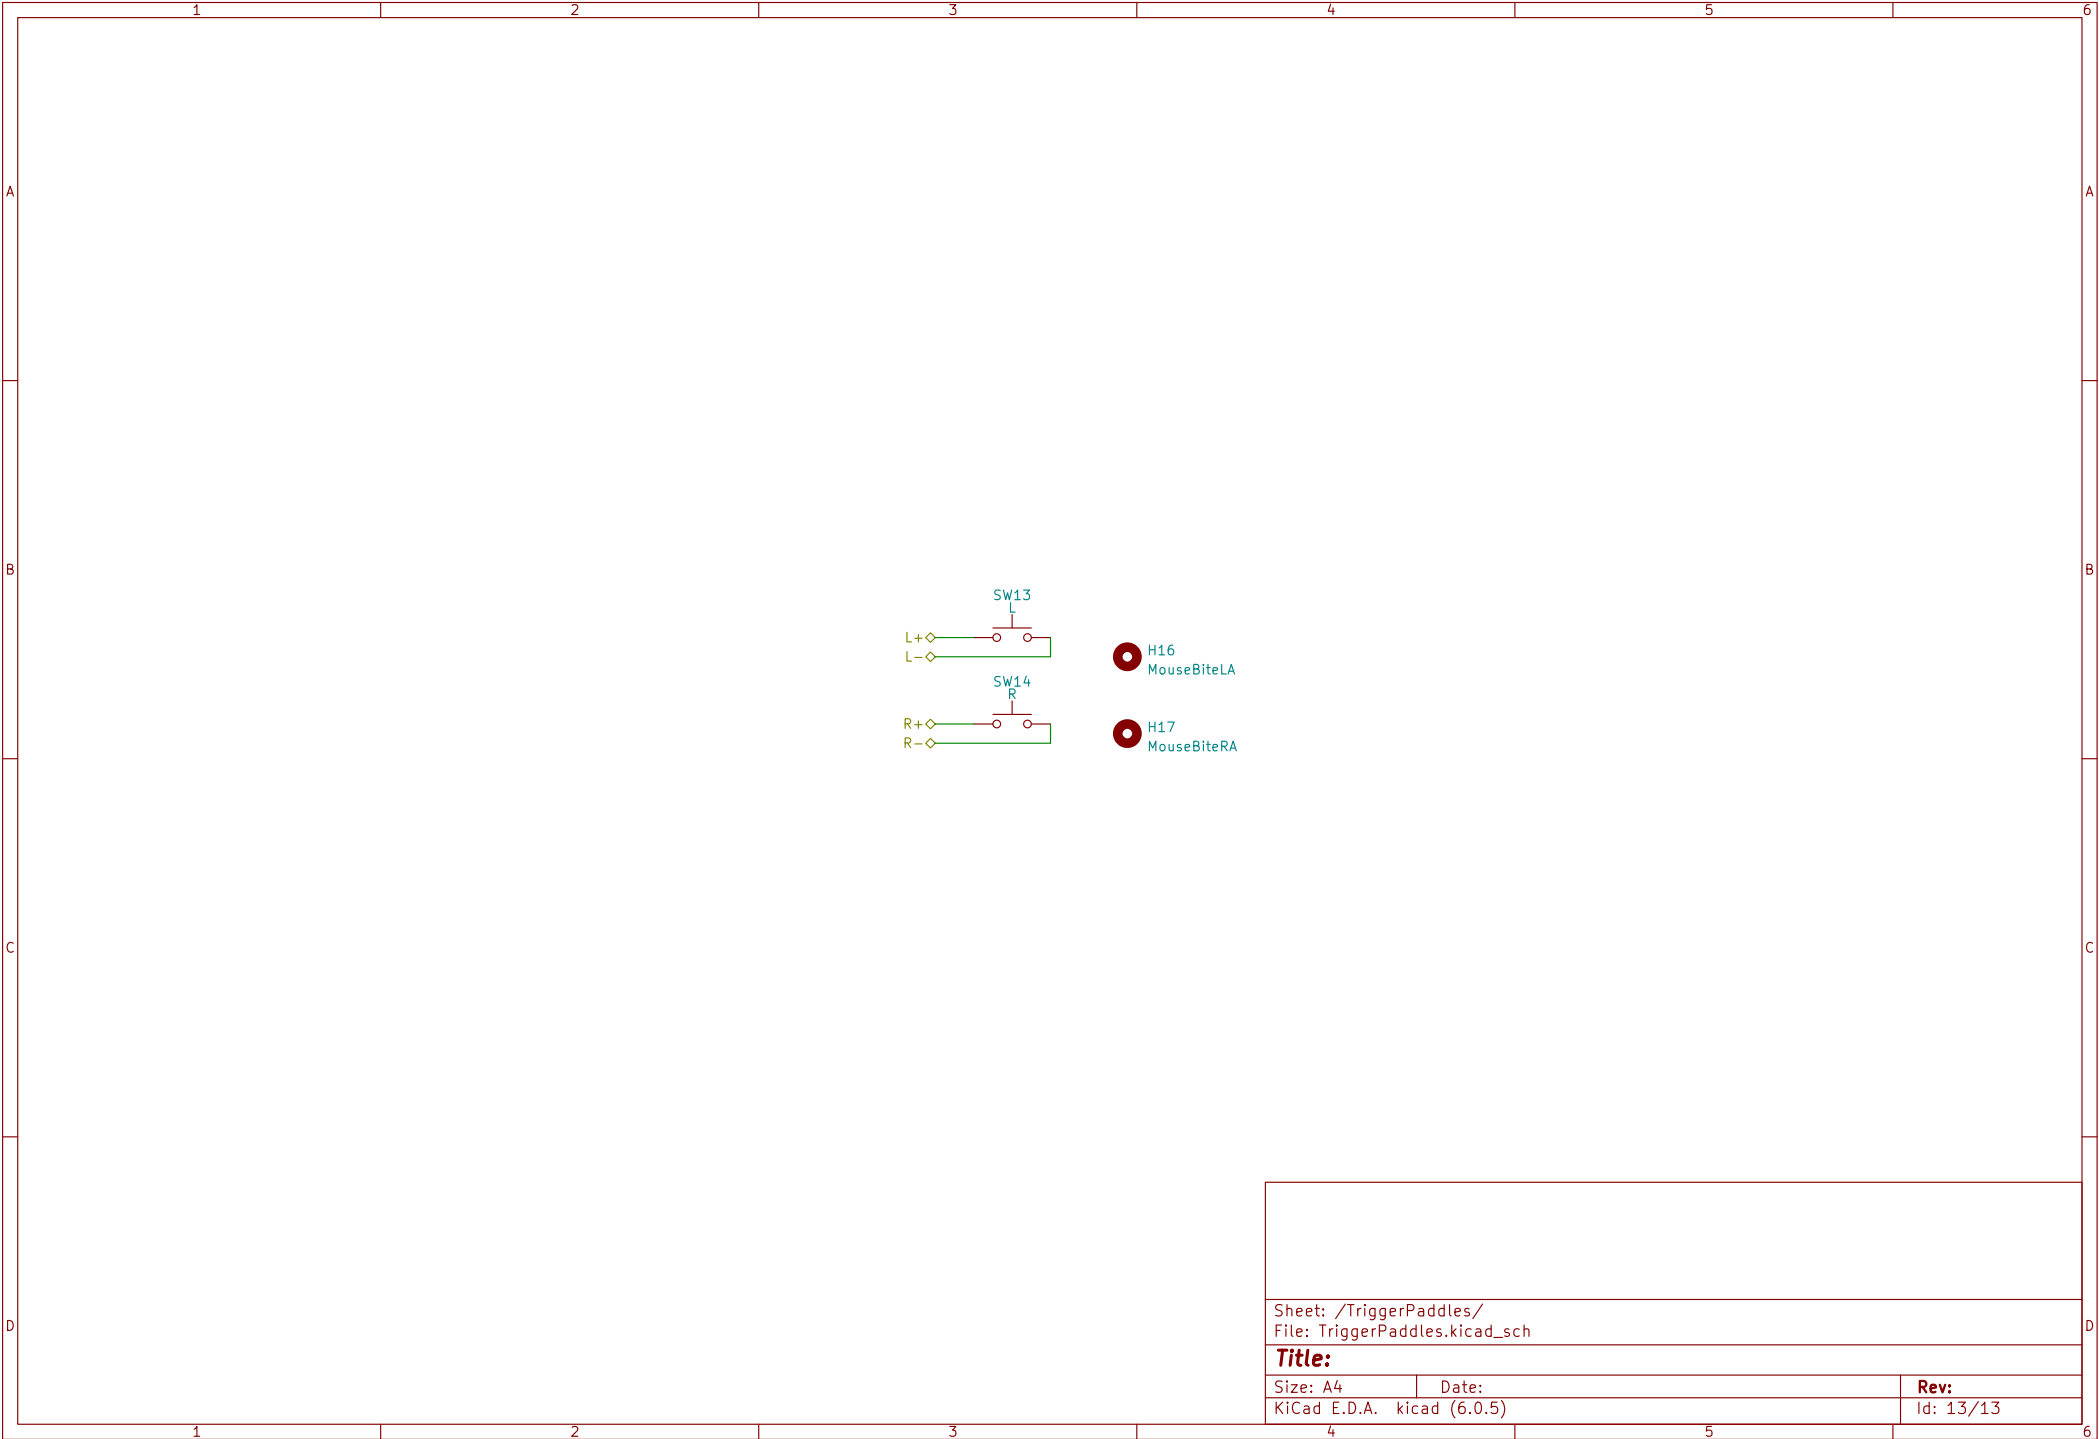 1 2 3 4 5 6
A A
B B
SW13
L
L+
L-
H16
MouseBiteLA
SW14
R
R+
R-
H17
MouseBiteRA
C C
Sheet: /TriggerPaddles/
File: TriggerPaddles.kicad_sch
D D
Title:
Size: A4 Date: Rev:
KiCad E.D.A. kicad (6.0.5) Id: 13/13
1 2 3 4 5 6